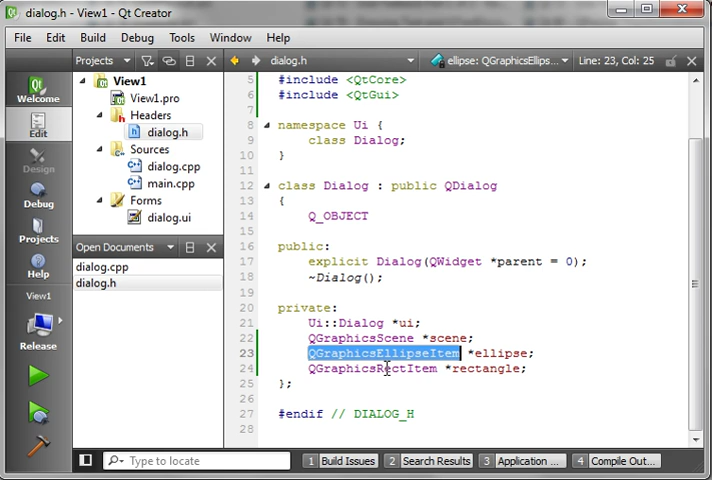 dialog.h - View1 - Qt Creator
File Edit Build Debug Tools Window Help
Projects dialog.h ellipse: QGraphicsEllips... Line: 23, Col: 25
Welcome
Edit
Design
Debug
Projects
Help
View1
Release
View1
View1.pro
Headers
dialog.h
Sources
dialog.cpp
main.cpp
Forms
dialog.ui
Open Documents
dialog.cpp
dialog.h
5 #include <QtCore>
6 #include <QtGui>
7
8 namespace Ui {
9 class Dialog;
10 }
11
12 class Dialog : public QDialog
13 {
14 Q_OBJECT
15
16 public:
17 explicit Dialog(QWidget *parent = 0);
18 ~Dialog();
19
20 private:
21 Ui::Dialog *ui;
22 QGraphicsScene *scene;
23 QGraphicsEllipseItem *ellipse;
24 QGraphicsRectItem *rectangle;
25 };
26
27 #endif // DIALOG_H
28
Type to locate 1 Build Issues 2 Search Results 3 Application ... 4 Compile Out...